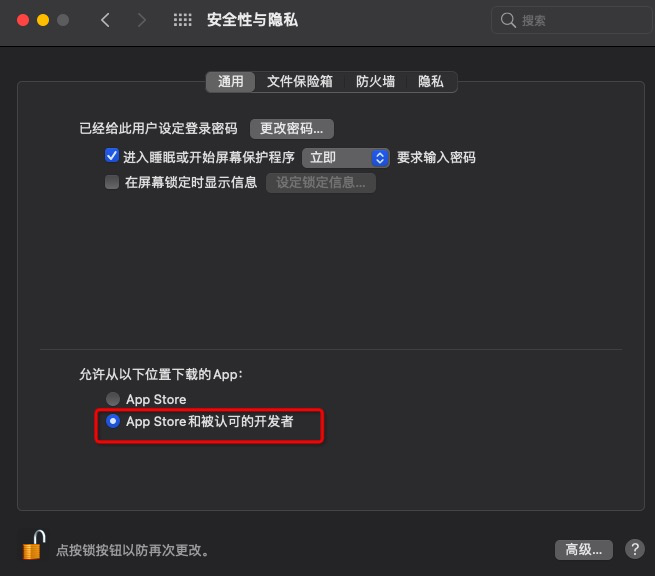 安全性与隐私
搜索
通用 文件保险箱 防火墙 隐私
已经给此用户设定登录密码 更改密码...
进入睡眠或开始屏幕保护程序 立即 要求输入密码
在屏幕锁定时显示信息 设定锁定信息...
允许从以下位置下载的App：
App Store
App Store和被认可的开发者
点按锁按钮以防再次更改。
高级... ?